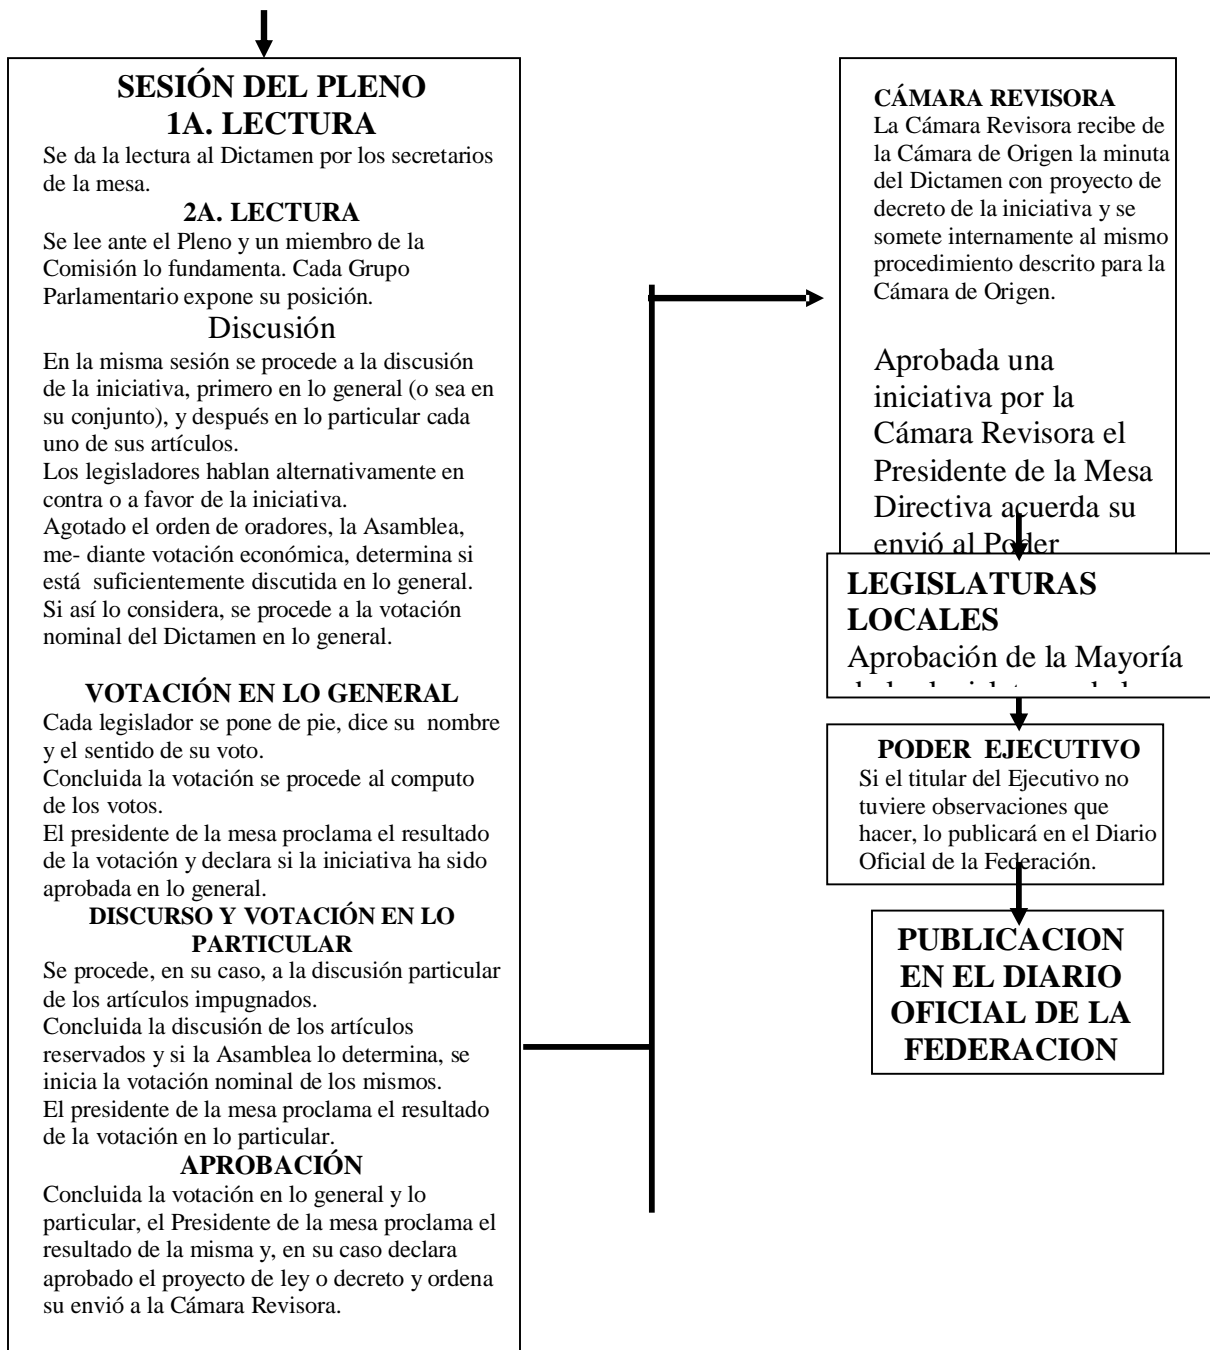 SESIÓN DEL PLENO
1A. LECTURA
Se da la lectura al Dictamen por los secretarios
de la mesa.
2A. LECTURA
Se lee ante el Pleno y un miembro de la
Comisión lo fundamenta. Cada Grupo
Parlamentario expone su posición.
Discusión
En la misma sesión se procede a la discusión
de la iniciativa, primero en lo general (o sea en
su conjunto), y después en lo particular cada
uno de sus artículos.
Los legisladores hablan alternativamente en
contra o a favor de la iniciativa.
Agotado el orden de oradores, la Asamblea,
me- diante votación económica, determina si
está suficientemente discutida en lo general.
Si así lo considera, se procede a la votación
nominal del Dictamen en lo general.
VOTACIÓN EN LO GENERAL
Cada legislador se pone de pie, dice su nombre
y el sentido de su voto.
Concluida la votación se procede al computo
de los votos.
El presidente de la mesa proclama el resultado
de la votación y declara si la iniciativa ha sido
aprobada en lo general.
DISCURSO Y VOTACIÓN EN LO
PARTICULAR
Se procede, en su caso, a la discusión particular
de los artículos impugnados.
Concluida la discusión de los artículos
reservados y si la Asamblea lo determina, se
inicia la votación nominal de los mismos.
El presidente de la mesa proclama el resultado
de la votación en lo particular.
APROBACIÓN
Concluida la votación en lo general y lo
particular, el Presidente de la mesa proclama el
resultado de la misma y, en su caso declara
aprobado el proyecto de ley o decreto y ordena
su envió a la Cámara Revisora.
CÁMARA REVISORA
La Cámara Revisora recibe de
la Cámara de Origen la minuta
del Dictamen con proyecto de
decreto de la iniciativa y se
somete internamente al mismo
procedimiento descrito para la
Cámara de Origen.
Aprobada una
iniciativa por la
Cámara Revisora el
Presidente de la Mesa
Directiva acuerda su
envió al Poder
LEGISLATURAS
LOCALES
Aprobación de la Mayoría
PODER EJECUTIVO
Si el titular del Ejecutivo no
tuviere observaciones que
hacer, lo publicará en el Diario
Oficial de la Federación.
PUBLICACION
EN EL DIARIO
OFICIAL DE LA
FEDERACION